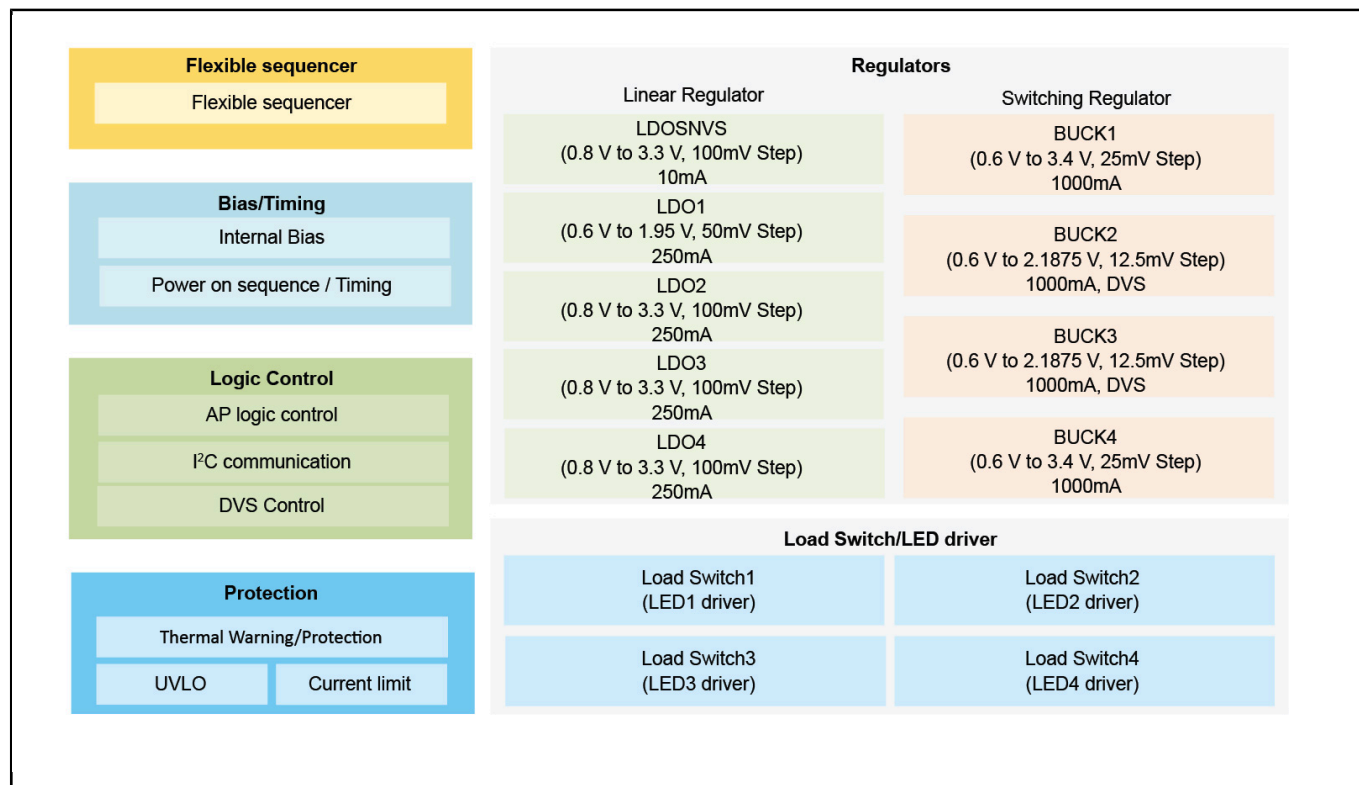 Flexible sequencer
Flexible sequencer
Bias/Timing
Internal Bias
Power on sequence / Timing
Logic Control
AP logic control
I²C communication
DVS Control
Protection
Thermal Warning/Protection
UVLO
Current limit
Regulators
Linear Regulator
LDOSNVS
(0.8 V to 3.3 V, 100mV Step)
10mA
LDO1
(0.6 V to 1.95 V, 50mV Step)
250mA
LDO2
(0.8 V to 3.3 V, 100mV Step)
250mA
LDO3
(0.8 V to 3.3 V, 100mV Step)
250mA
LDO4
(0.8 V to 3.3 V, 100mV Step)
250mA
Switching Regulator
BUCK1
(0.6 V to 3.4 V, 25mV Step)
1000mA
BUCK2
(0.6 V to 2.1875 V, 12.5mV Step)
1000mA, DVS
BUCK3
(0.6 V to 2.1875 V, 12.5mV Step)
1000mA, DVS
BUCK4
(0.6 V to 3.4 V, 25mV Step)
1000mA
Load Switch/LED driver
Load Switch1
(LED1 driver)
Load Switch2
(LED2 driver)
Load Switch3
(LED3 driver)
Load Switch4
(LED4 driver)